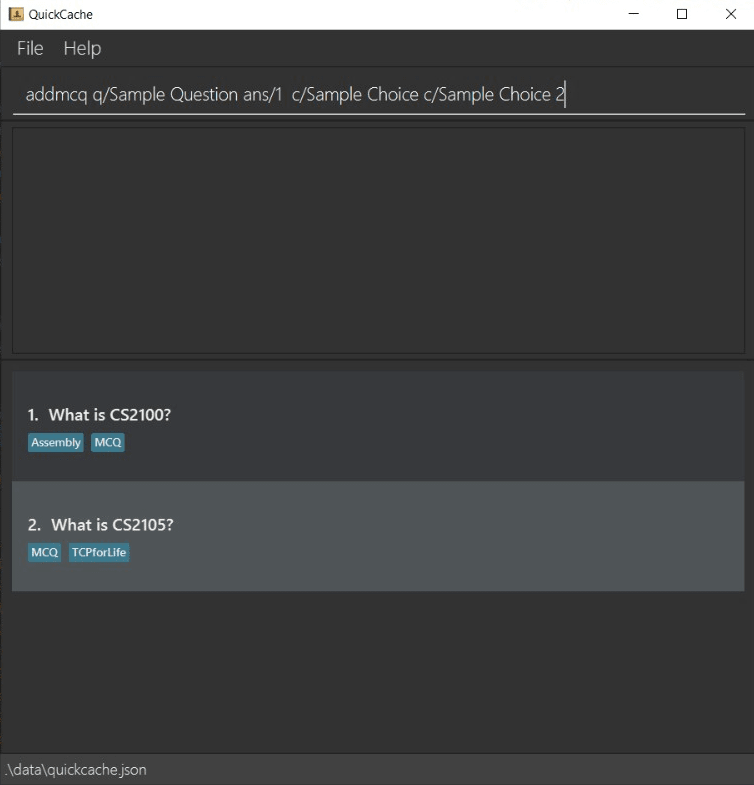 QuickCache
File Help
addmcq q/Sample Question ans/1  c/Sample Choice c/Sample Choice 2
1. What is CS2100?
Assembly MCQ
2. What is CS2105?
MCQ TCPforLife
.\data\quickcache.json